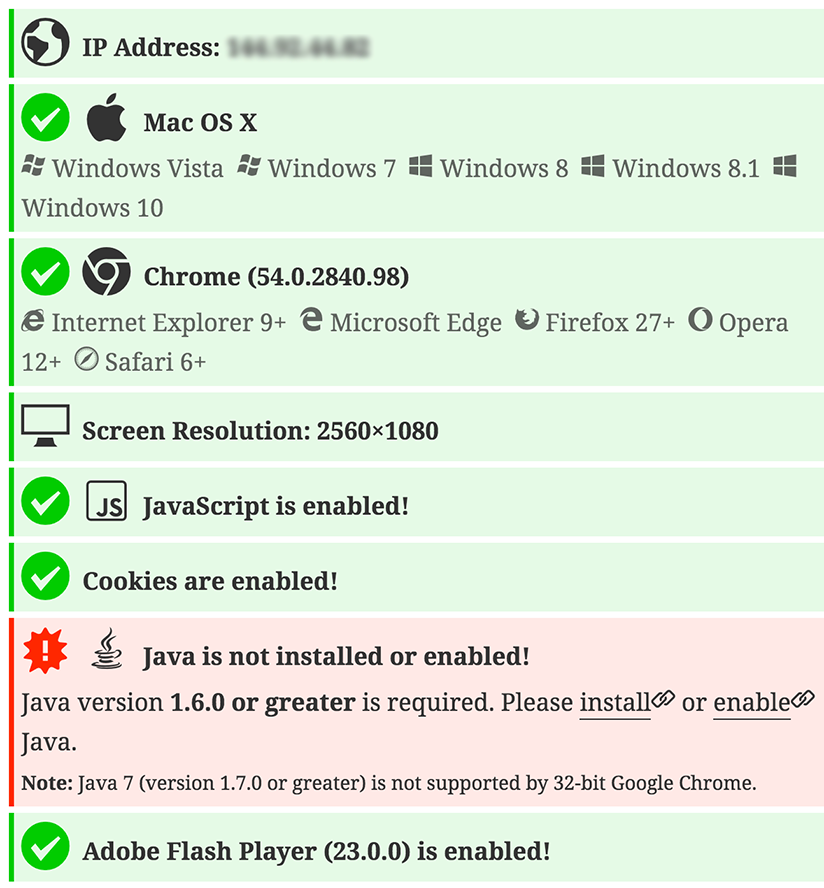 IP Address:
Mac OS X
Windows Vista Windows 7 Windows 8 Windows 8.1
Windows 10
Chrome (54.0.2840.98)
Internet Explorer 9+ Microsoft Edge Firefox 27+ Opera
12+ Safari 6+
Screen Resolution: 2560×1080
JS JavaScript is enabled!
Cookies are enabled!
Java is not installed or enabled!
Java version 1.6.0 or greater is required. Please install or enable
Java.
Note: Java 7 (version 1.7.0 or greater) is not supported by 32-bit Google Chrome.
Adobe Flash Player (23.0.0) is enabled!